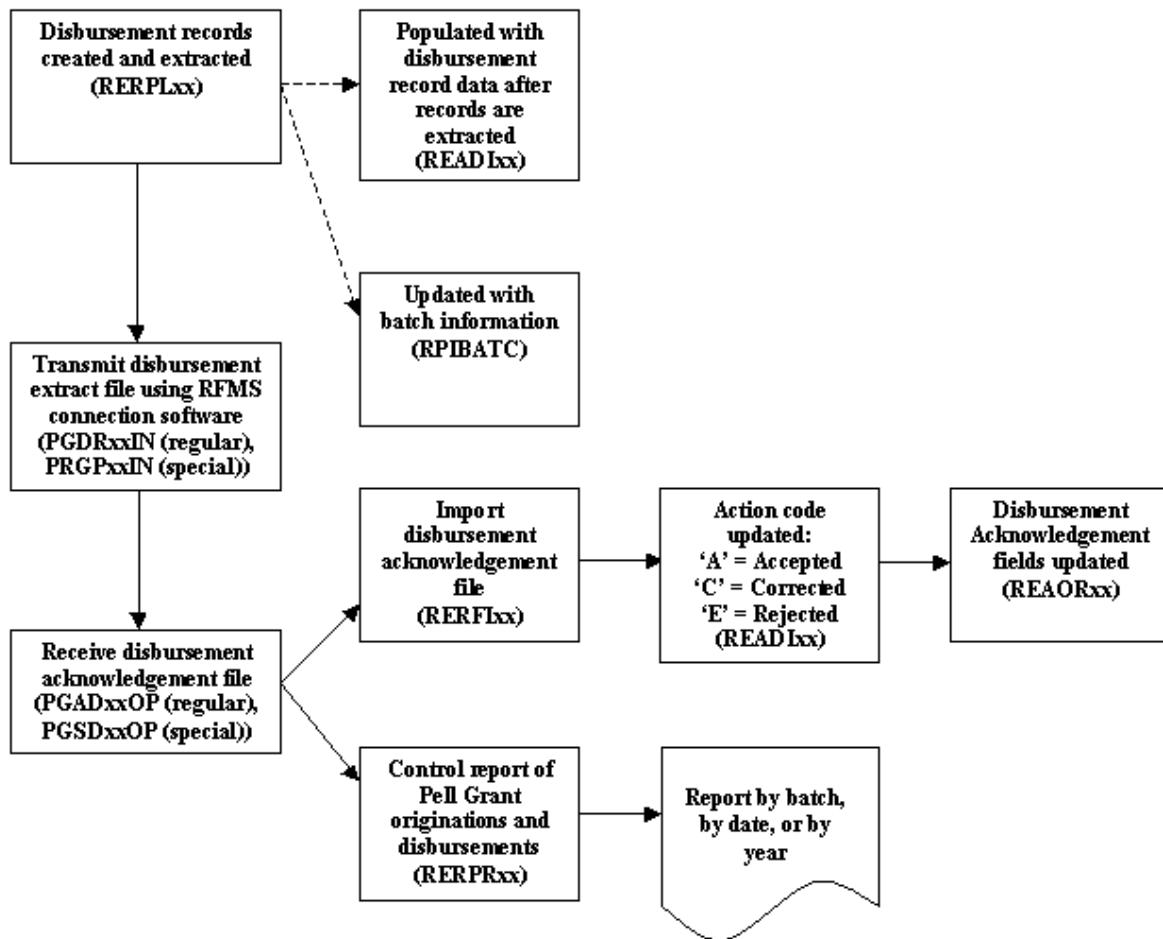 Disbursement records
created and extracted
(RERPLxx)
Populated with
disbursement
record data after
records are
extracted
(READIxx)
Updated with
batch information
(RPIBATC)
Transmit disbursement
extract file using RFMS
connection software
(PGDRxxIN (regular),
PRGPxxIN (special))
Receive disbursement
acknowledgement file
(PGADxxOP (regular),
PGSDxxOP (special))
Import
disbursement
acknowledgement
file
(RERFIxx)
Action code
updated:
‘A’ = Accepted
‘C’ = Corrected
‘E’ = Rejected
(READIxx)
Disbursement
Acknowledgement
fields updated
(REAORxx)
Control report of
Pell Grant
originations and
disbursements
(RERPRxx)
Report by batch,
by date, or by
year